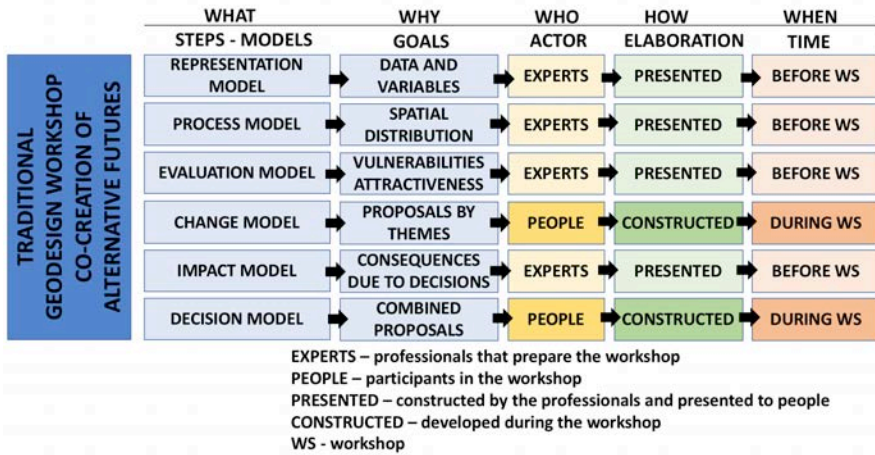 WHAT WHY WHO HOW WHEN
STEPS - MODELS GOALS ACTOR ELABORATION TIME
TRADITIONAL
GEODESIGN WORKSHOP
CO-CREATION OF
ALTERNATIVE FUTURES
REPRESENTATION
MODEL
DATA AND
VARIABLES
EXPERTS
PRESENTED
BEFORE WS
PROCESS MODEL
SPATIAL
DISTRIBUTION
EXPERTS
PRESENTED
BEFORE WS
EVALUATION MODEL
VULNERABILITIES
ATTRACTIVENESS
EXPERTS
PRESENTED
BEFORE WS
CHANGE MODEL
PROPOSALS BY
THEMES
PEOPLE
CONSTRUCTED
DURING WS
IMPACT MODEL
CONSEQUENCES
DUE TO DECISIONS
EXPERTS
PRESENTED
BEFORE WS
DECISION MODEL
COMBINED
PROPOSALS
PEOPLE
CONSTRUCTED
DURING WS
EXPERTS – professionals that prepare the workshop
PEOPLE – participants in the workshop
PRESENTED – constructed by the professionals and presented to people
CONSTRUCTED – developed during the workshop
WS - workshop